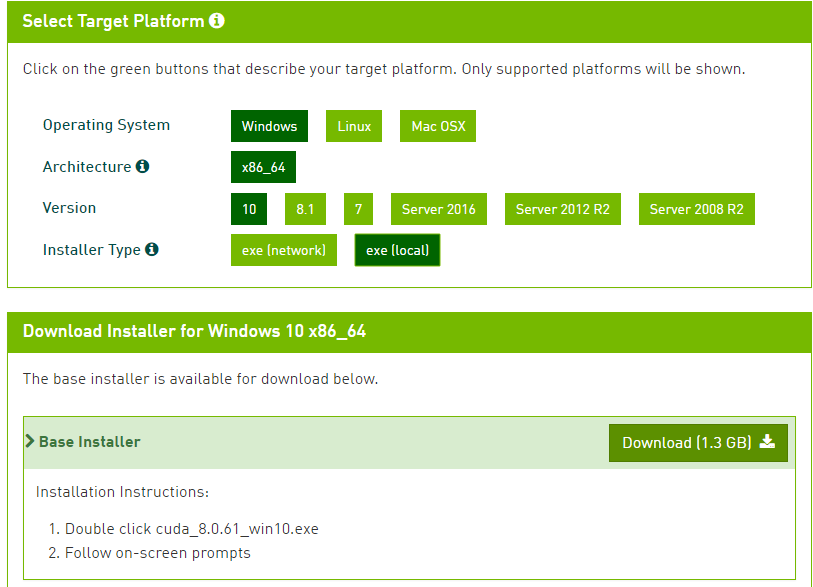 Select Target Platform
Click on the green buttons that describe your target platform. Only supported platforms will be shown.
Operating System Windows Linux Mac OSX
Architecture x86_64
Version 10 8.1 7 Server 2016 Server 2012 R2 Server 2008 R2
Installer Type exe (network) exe (local)
Download Installer for Windows 10 x86_64
The base installer is available for download below.
Base Installer Download (1.3 GB)
Installation Instructions:
1. Double click cuda_8.0.61_win10.exe
2. Follow on-screen prompts